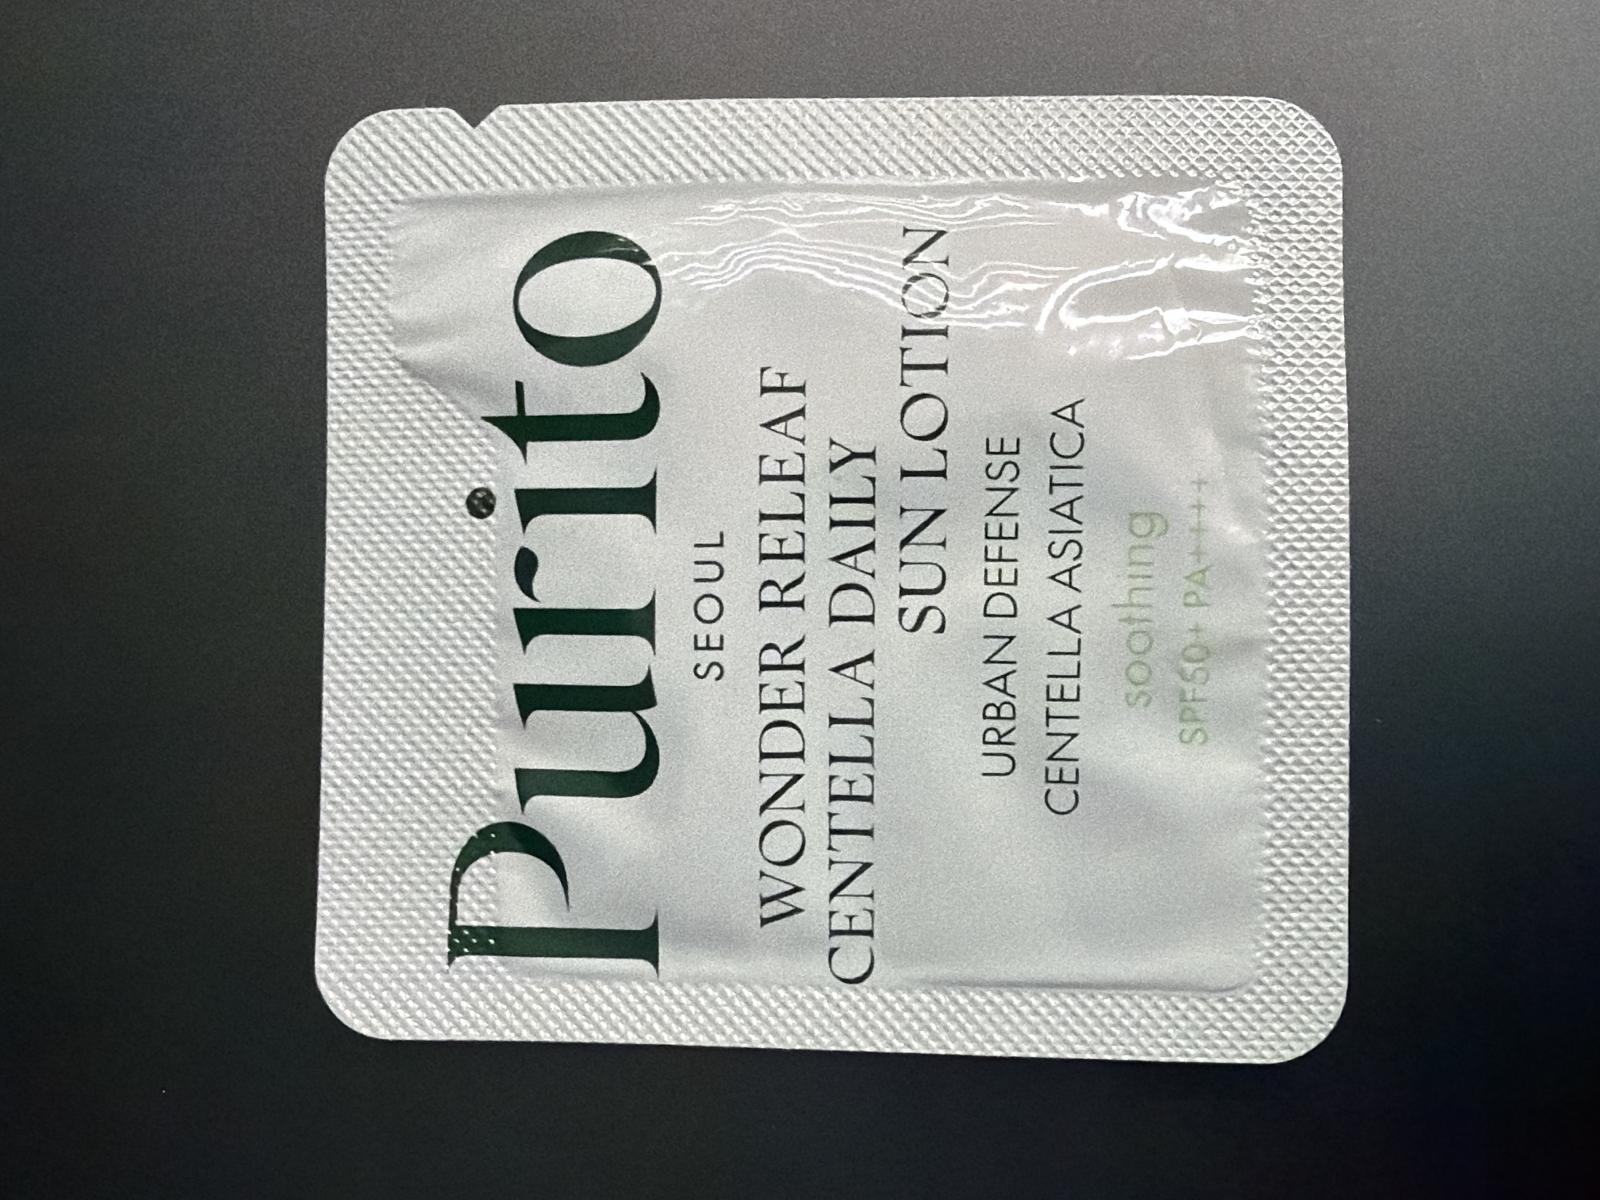 Purito
SEOUL
WONDER RELEAF
CENTELLA DAILY
SUN LOTION
URBAN DEFENSE
CENTELLA ASIATICA
soothing
SPF50+ PA++++